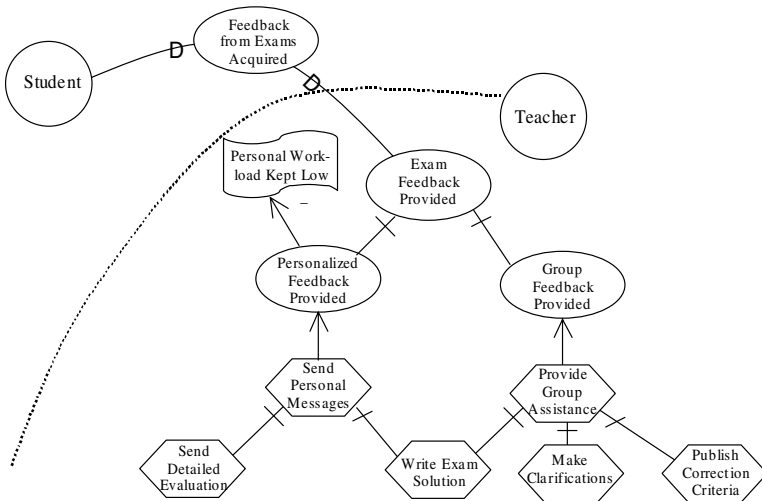 Feedback
from Exams
Acquired
D
Student
D
Teacher
Personal Work-
load Kept Low
–
Exam
Feedback
Provided
Personalized
Feedback
Provided
Group
Feedback
Provided
Send
Personal
Messages
Provide
Group
Assistance
Send
Detailed
Evaluation
Write Exam
Solution
Make
Clarifications
Publish
Correction
Criteria